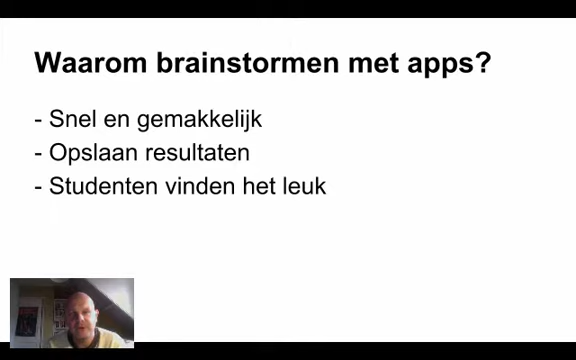 Waarom brainstormen met apps?
- Snel en gemakkelijk
- Opslaan resultaten
- Studenten vinden het leuk